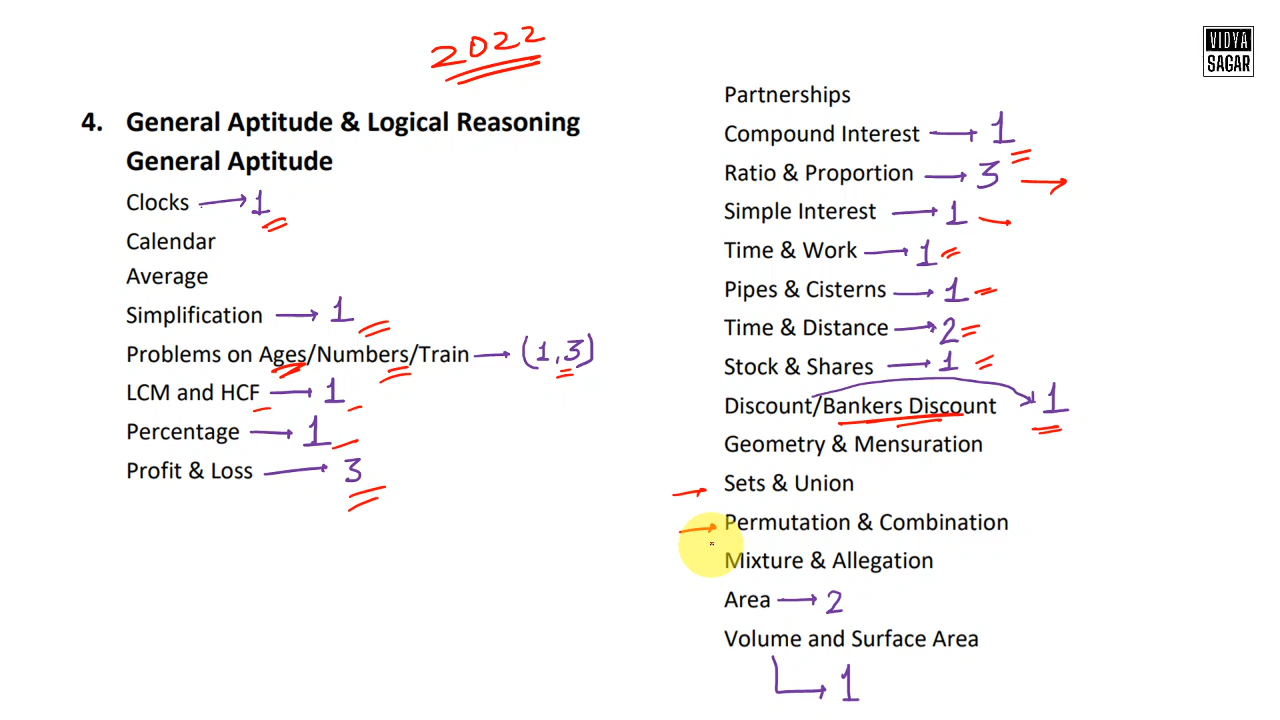 2022
VIDYA
SAGAR
4. General Aptitude & Logical Reasoning
General Aptitude
Clocks → 1
Calendar
Average
Simplification → 1
Problems on Ages/Numbers/Train → (1,3)
LCM and HCF → 1
Percentage → 1
Profit & Loss → 3
Partnerships
Compound Interest → 1
Ratio & Proportion → 3
Simple Interest → 1
Time & Work → 1
Pipes & Cisterns → 1
Time & Distance → 2
Stock & Shares → 1
Discount/Bankers Discount → 1
Geometry & Mensuration
Sets & Union
Permutation & Combination
Mixture & Allegation
Area → 2
Volume and Surface Area
→ 1